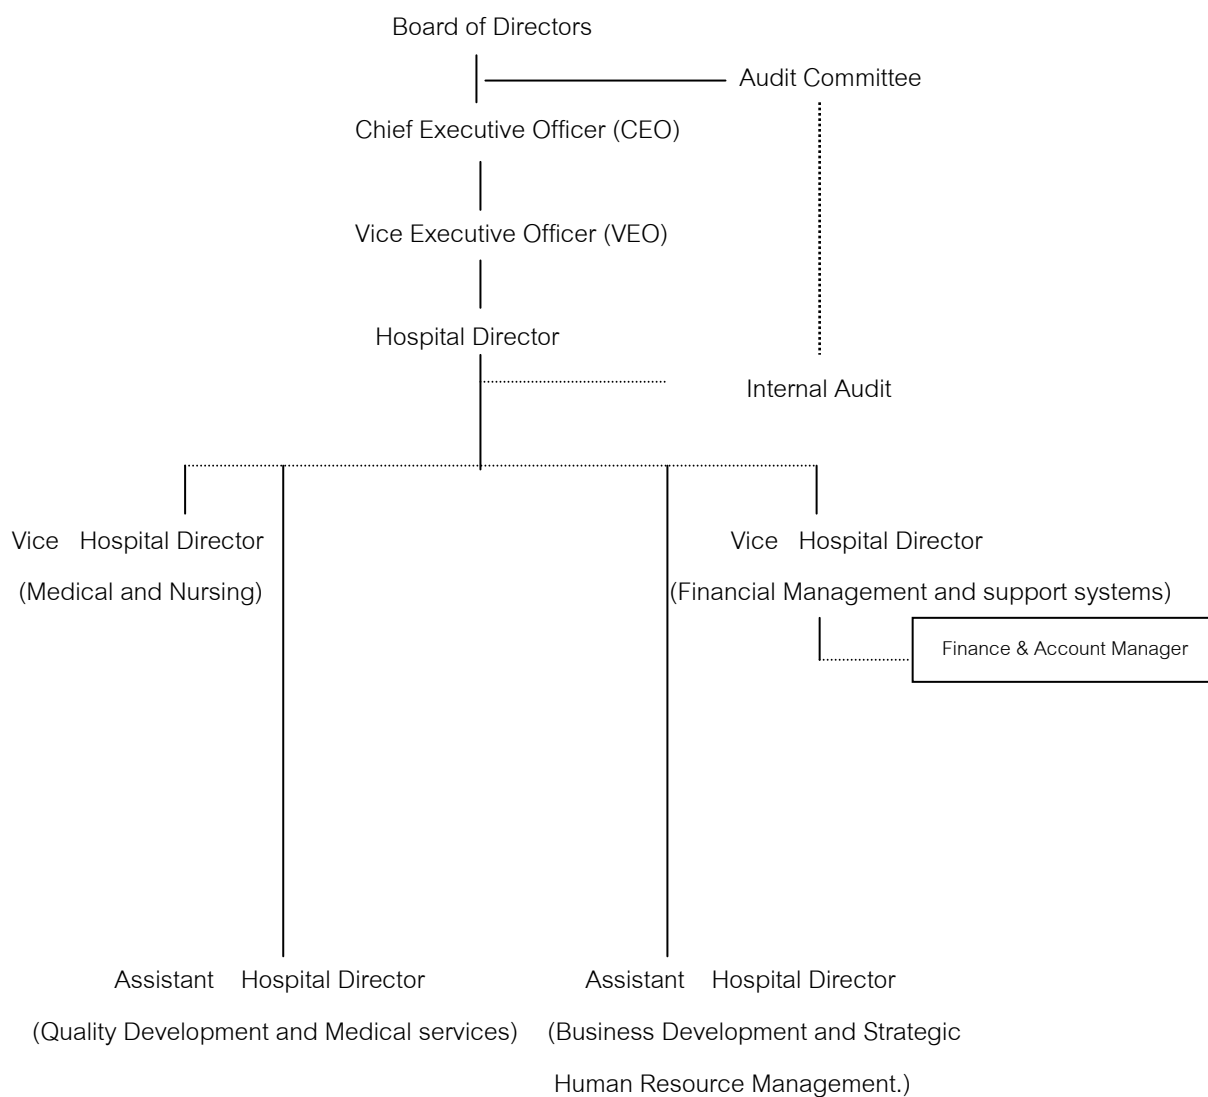 Board of Directors
Audit Committee
Chief Executive Officer (CEO)
Vice Executive Officer (VEO)
Hospital Director
Internal Audit
Vice Hospital Director
(Medical and Nursing)
Vice Hospital Director
(Financial Management and support systems)
Finance & Account Manager
Assistant Hospital Director
(Quality Development and Medical services)
Assistant Hospital Director
(Business Development and Strategic
Human Resource Management.)